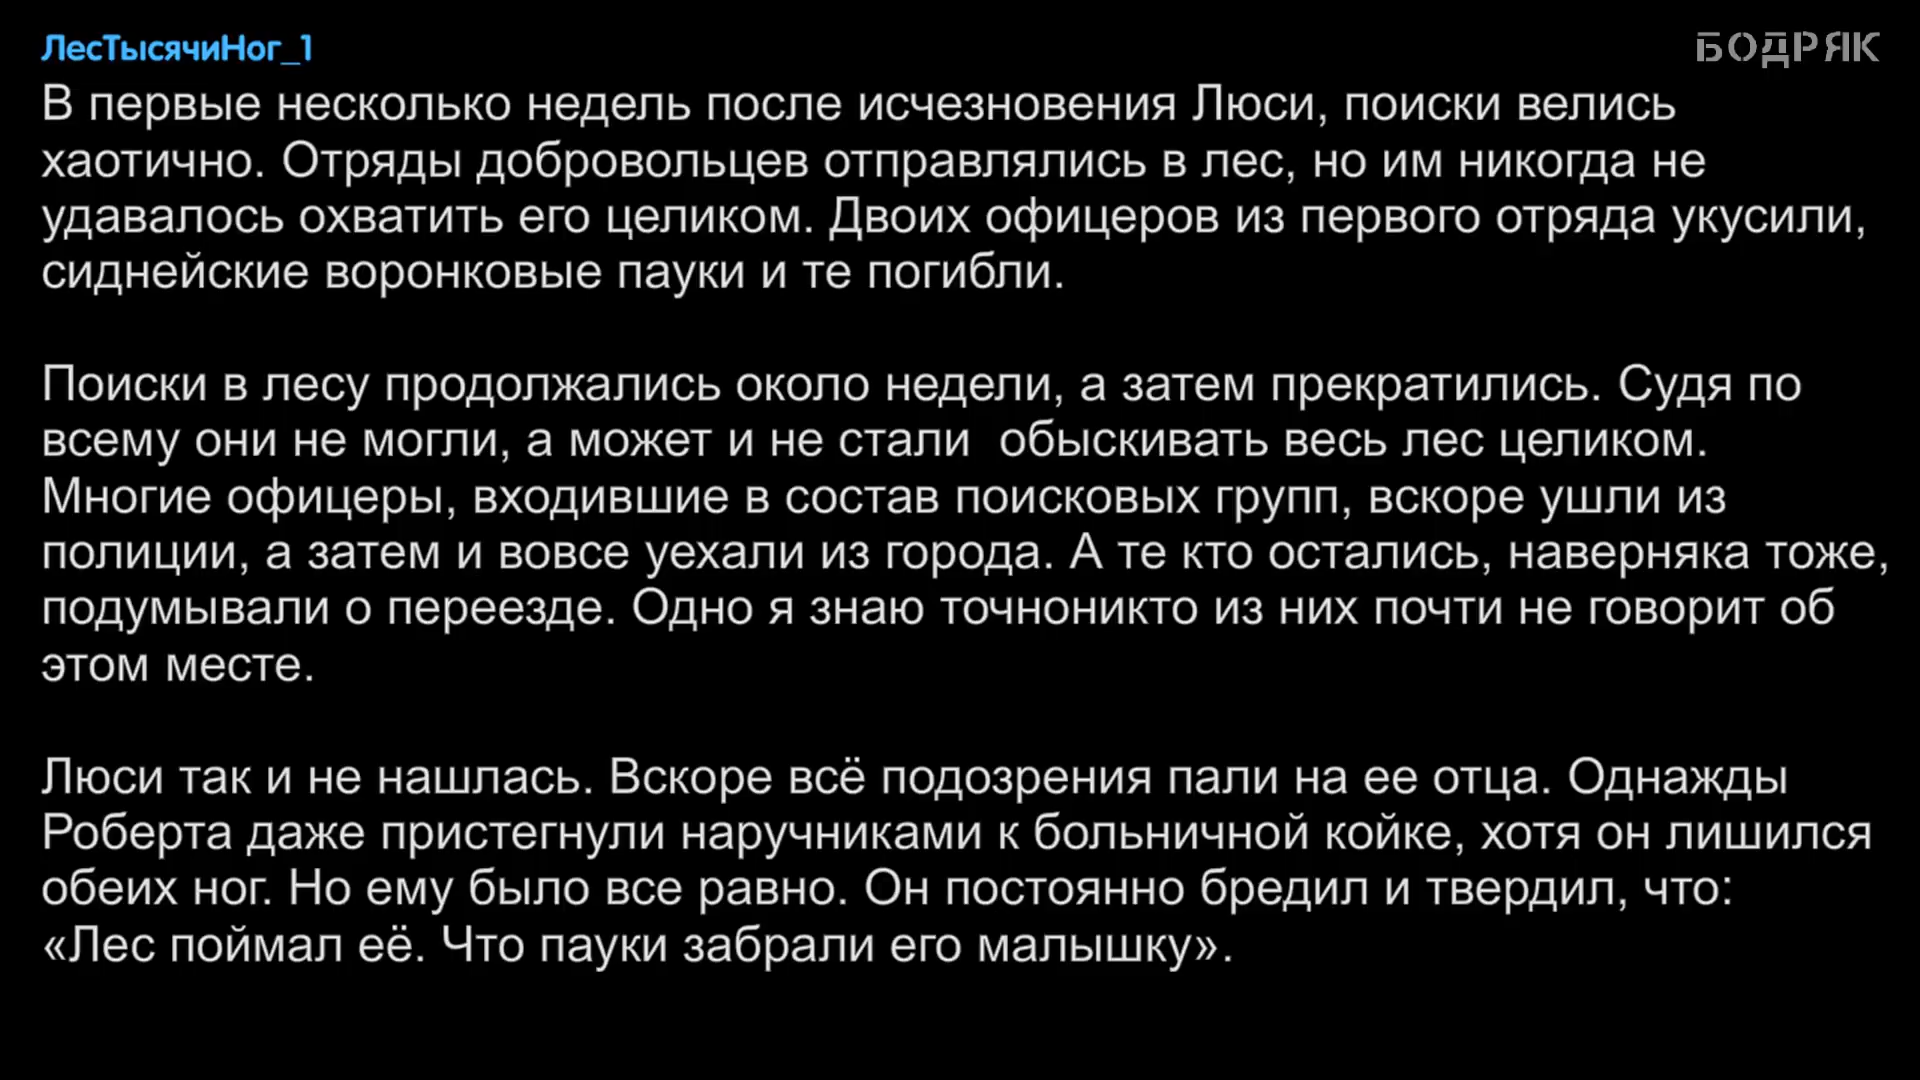 ЛесТысячиНог_1
БОДРЯК
В первые несколько недель после исчезновения Люси, поиски велись
хаотично. Отряды добровольцев отправлялись в лес, но им никогда не
удавалось охватить его целиком. Двоих офицеров из первого отряда укусили,
сиднейские воронковые пауки и те погибли.
Поиски в лесу продолжались около недели, а затем прекратились. Судя по
всему они не могли, а может и не стали  обыскивать весь лес целиком.
Многие офицеры, входившие в состав поисковых групп, вскоре ушли из
полиции, а затем и вовсе уехали из города. А те кто остались, наверняка тоже,
подумывали о переезде. Одно я знаю точноникто из них почти не говорит об
этом месте.
Люси так и не нашлась. Вскоре всё подозрения пали на ее отца. Однажды
Роберта даже пристегнули наручниками к больничной койке, хотя он лишился
обеих ног. Но ему было все равно. Он постоянно бредил и твердил, что:
«Лес поймал её. Что пауки забрали его малышку».